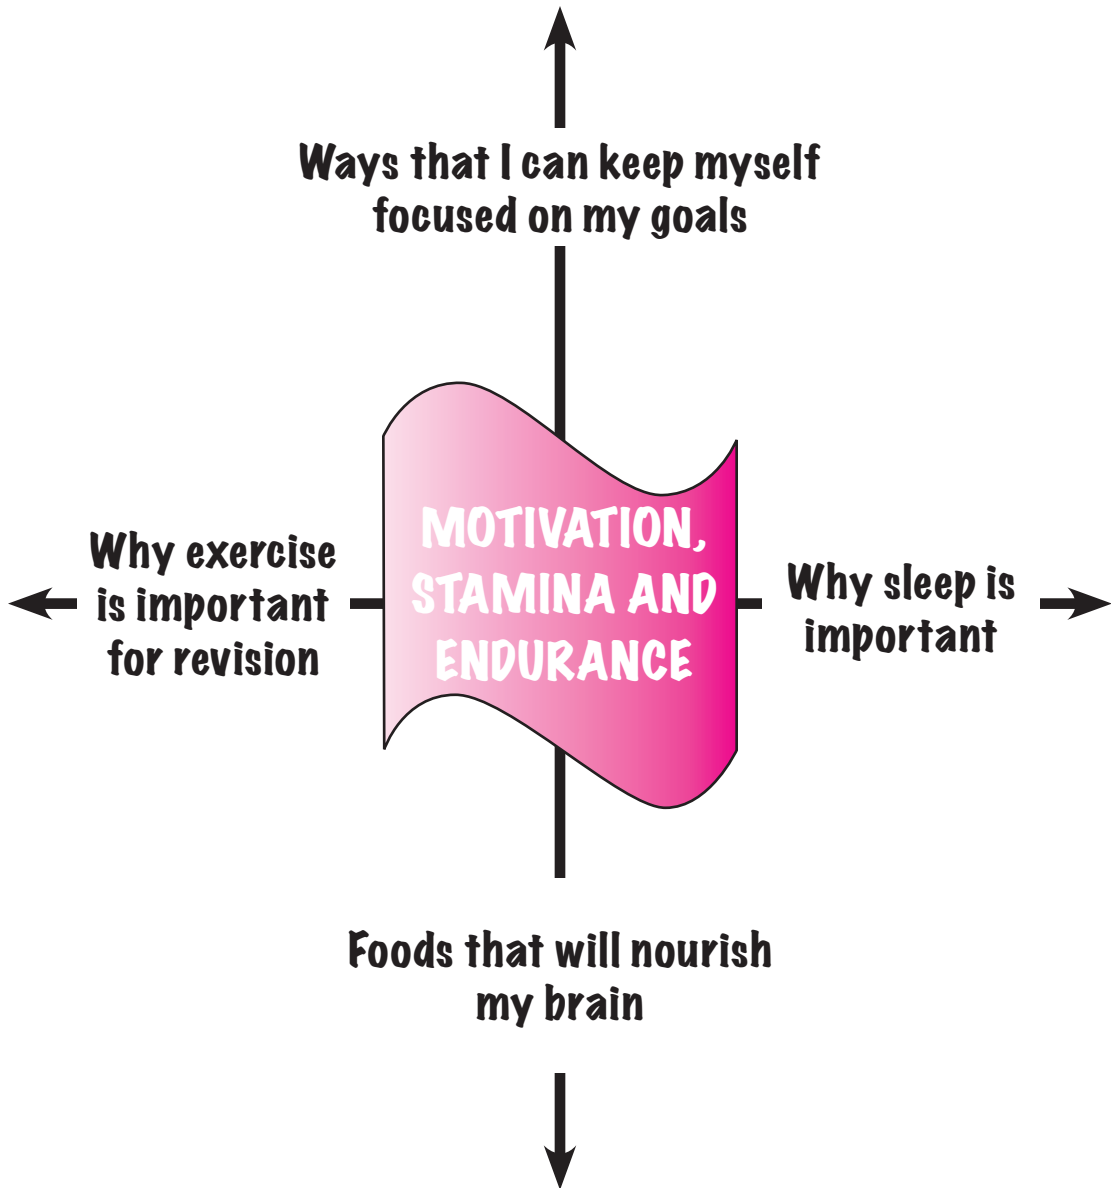 Ways that I can keep myself
focused on my goals
MOTIVATION,
STAMINA AND
ENDURANCE
Why exercise
is important
for revision
Why sleep is
important
Foods that will nourish
my brain